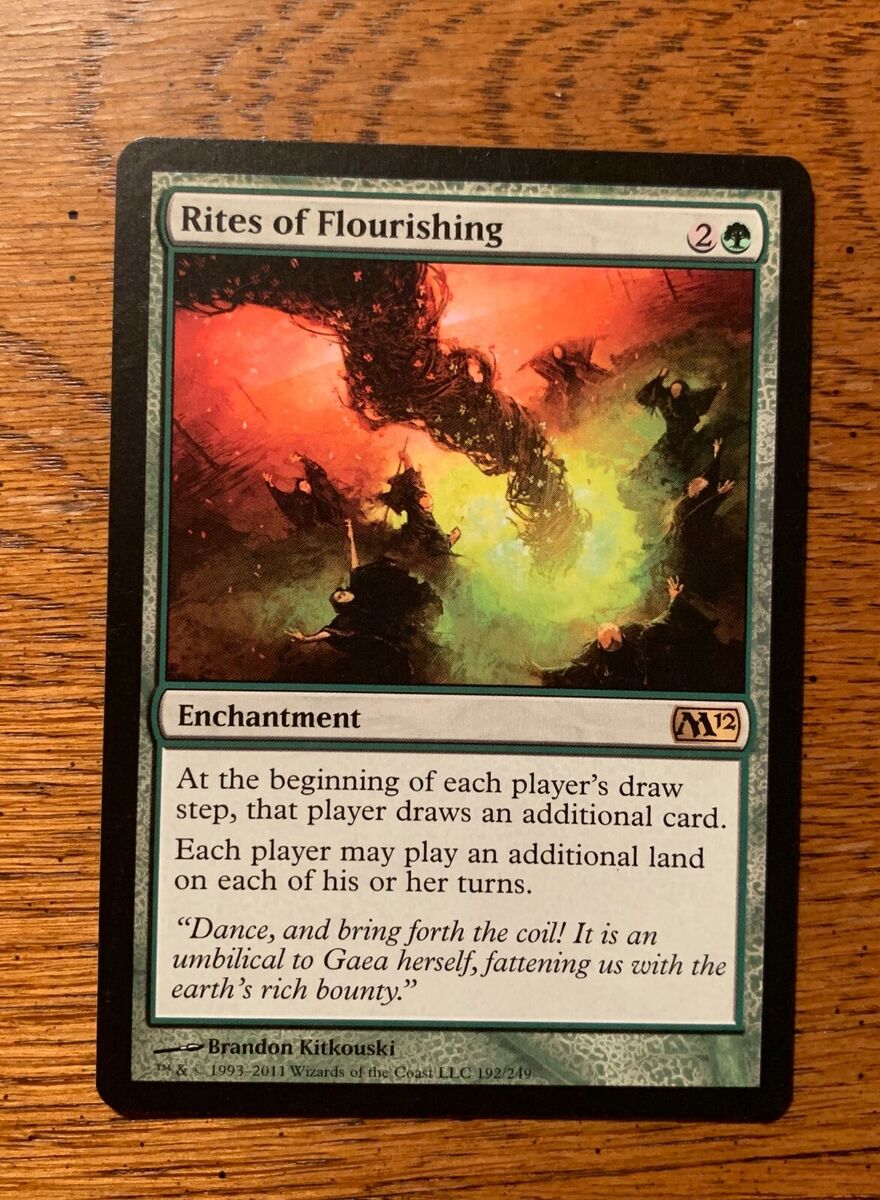 Rites of Flourishing 2
Enchantment M12
At the beginning of each player's draw
step, that player draws an additional card.
Each player may play an additional land
on each of his or her turns.
“Dance, and bring forth the coil! It is an
umbilical to Gaea herself, fattening us with the
earth's rich bounty.”
Brandon Kitkouski
™ & © 1993–2011 Wizards of the Coast LLC 192/249